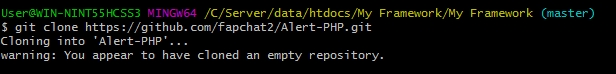 User@WIN-NINT55HCSS3 MINGW64 /C/Server/data/htdocs/My Framework/My Framework (master)
$ git clone https://github.com/fapchat2/Alert-PHP.git
Cloning into 'Alert-PHP'...
warning: You appear to have cloned an empty repository.